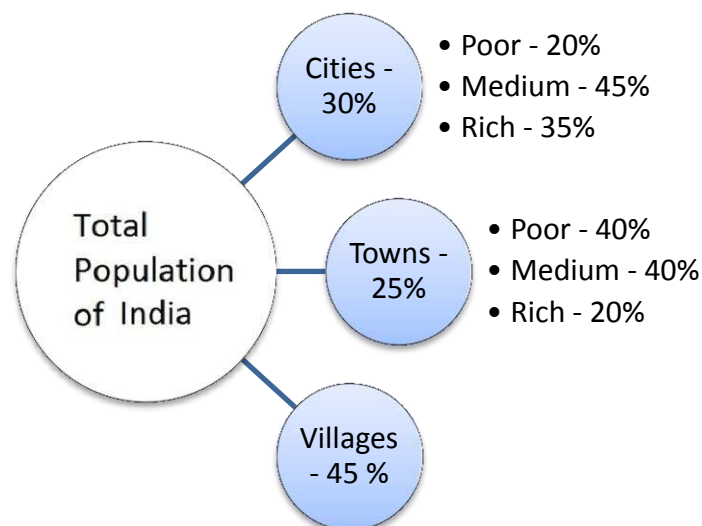 Total
Population
of India
Cities -
30%
• Poor - 20%
• Medium - 45%
• Rich - 35%
Towns -
25%
• Poor - 40%
• Medium - 40%
• Rich - 20%
Villages
- 45 %